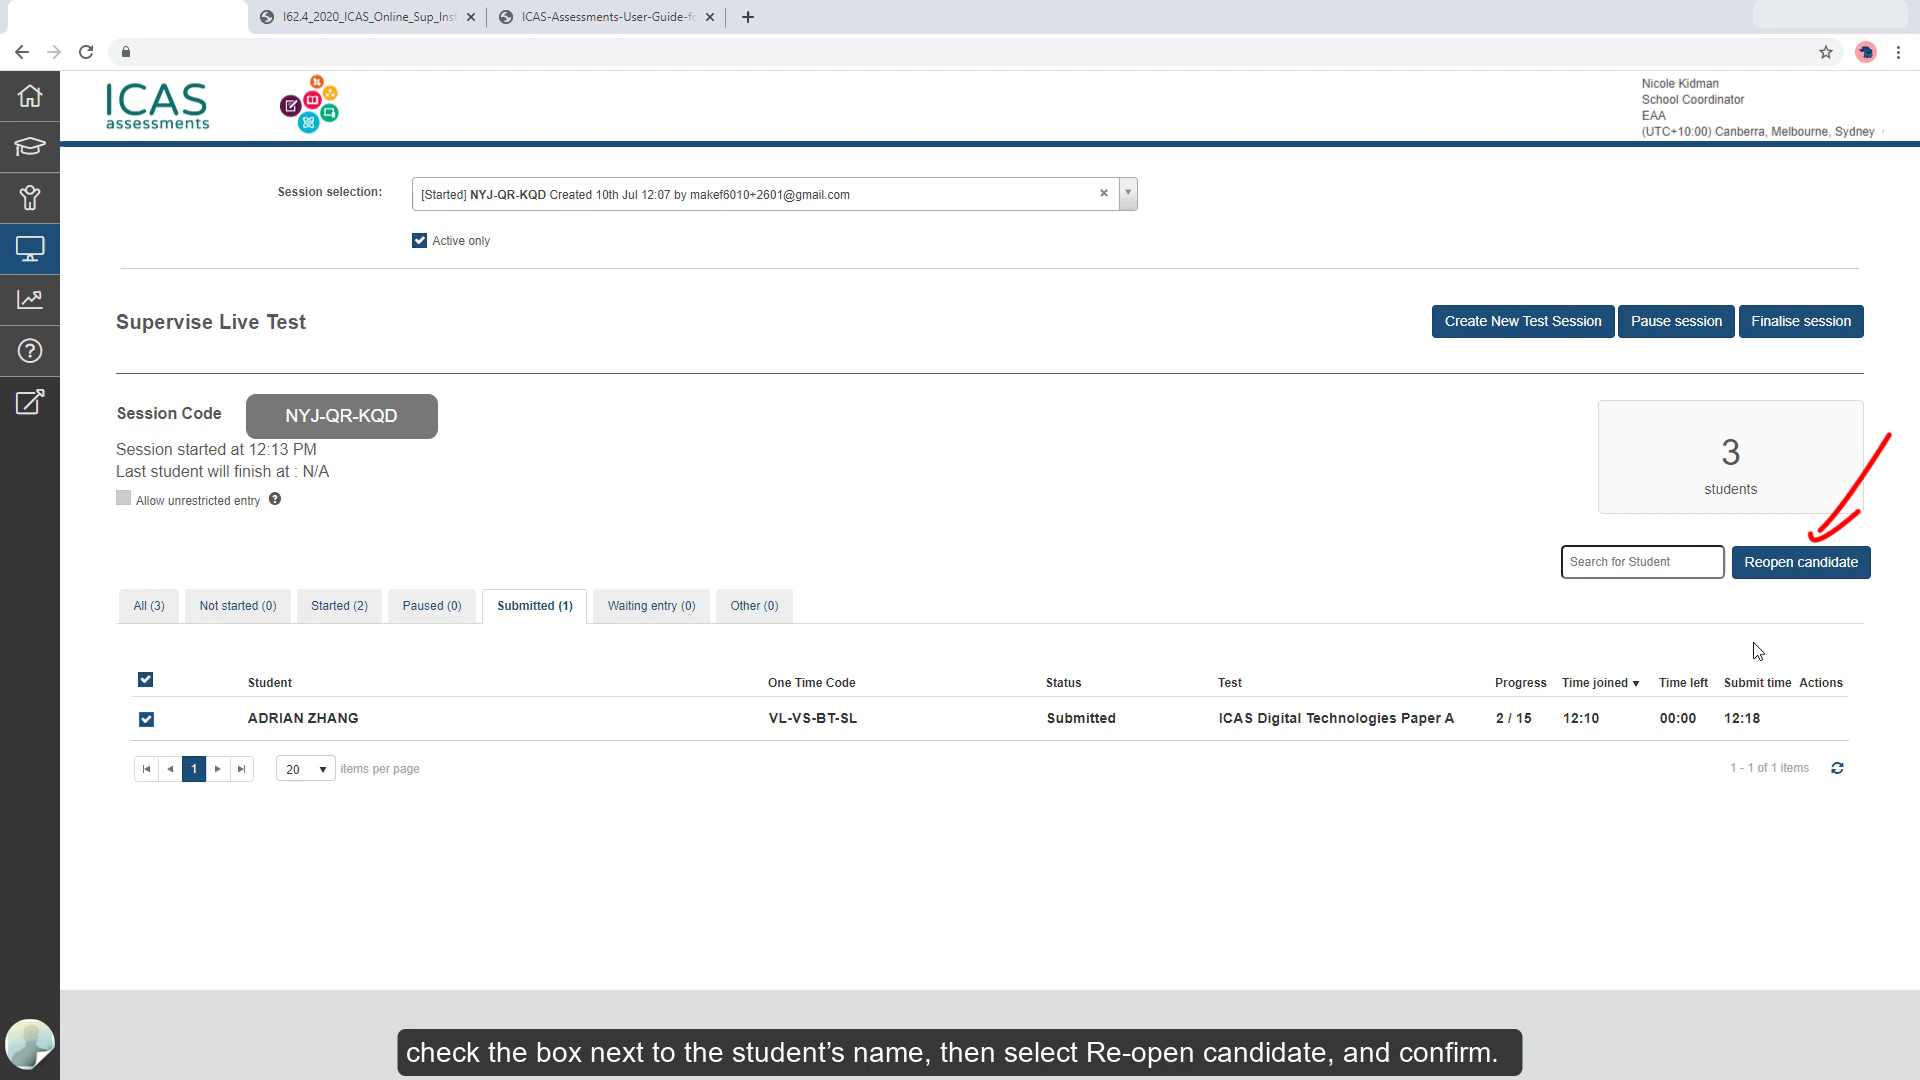 I62.4_2020_ICAS_Online_Sup_Inst
ICAS-Assessments-User-Guide-fo
ICAS
assessments
Nicole Kidman
School Coordinator
EAA
(UTC+10:00) Canberra, Melbourne, Sydney
Session selection:
[Started] NYJ-QR-KQD Created 10th Jul 12:07 by makef6010+2601@gmail.com
Active only
Supervise Live Test
Create New Test Session
Pause session
Finalise session
Session Code
NYJ-QR-KQD
Session started at 12:13 PM
Last student will finish at : N/A
Allow unrestricted entry
3
students
Search for Student
Reopen candidate
All (3)
Not started (0)
Started (2)
Paused (0)
Submitted (1)
Waiting entry (0)
Other (0)
Student One Time Code Status Test Progress Time joined Time left Submit time Actions
ADRIAN ZHANG VL-VS-BT-SL Submitted ICAS Digital Technologies Paper A 2 / 15 12:10 00:00 12:18
1
20
items per page
1 - 1 of 1 items
check the box next to the student’s name, then select Re-open candidate, and confirm.